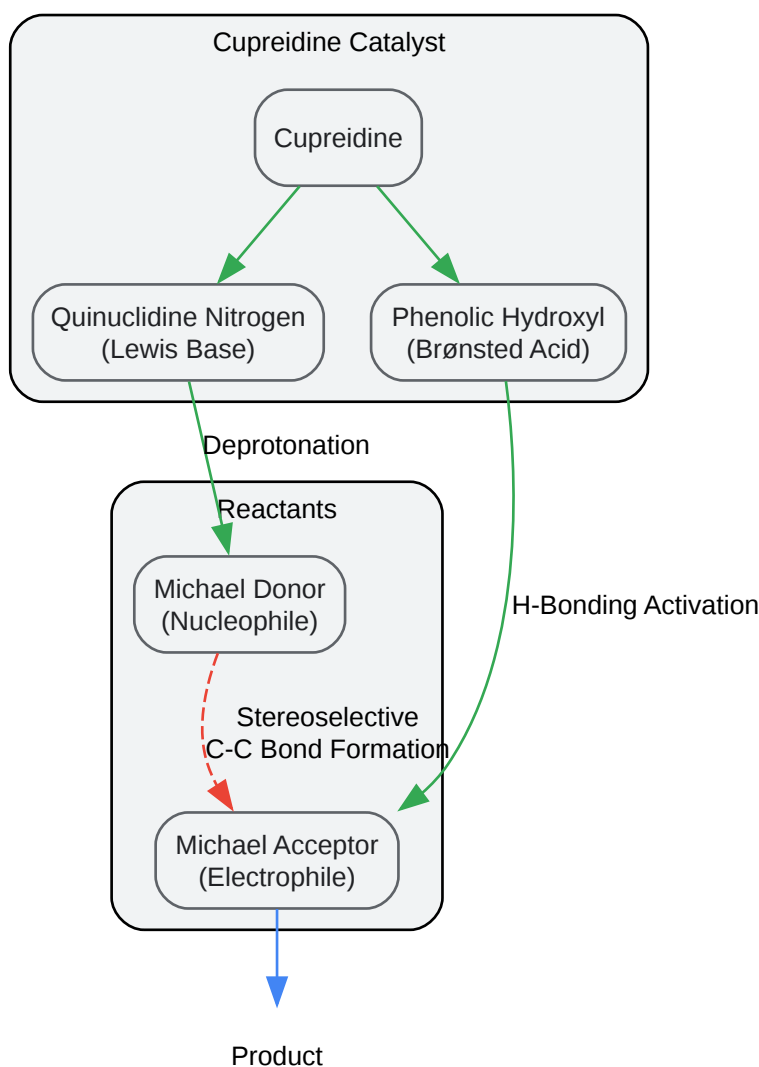 Cupreidine Catalyst
Cupreidine
Quinuclidine Nitrogen
(Lewis Base)
Phenolic Hydroxyl
(Brønsted Acid)
Deprotonation
Reactants
Michael Donor
(Nucleophile)
H-Bonding Activation
Stereoselective
C-C Bond Formation
Michael Acceptor
(Electrophile)
Product